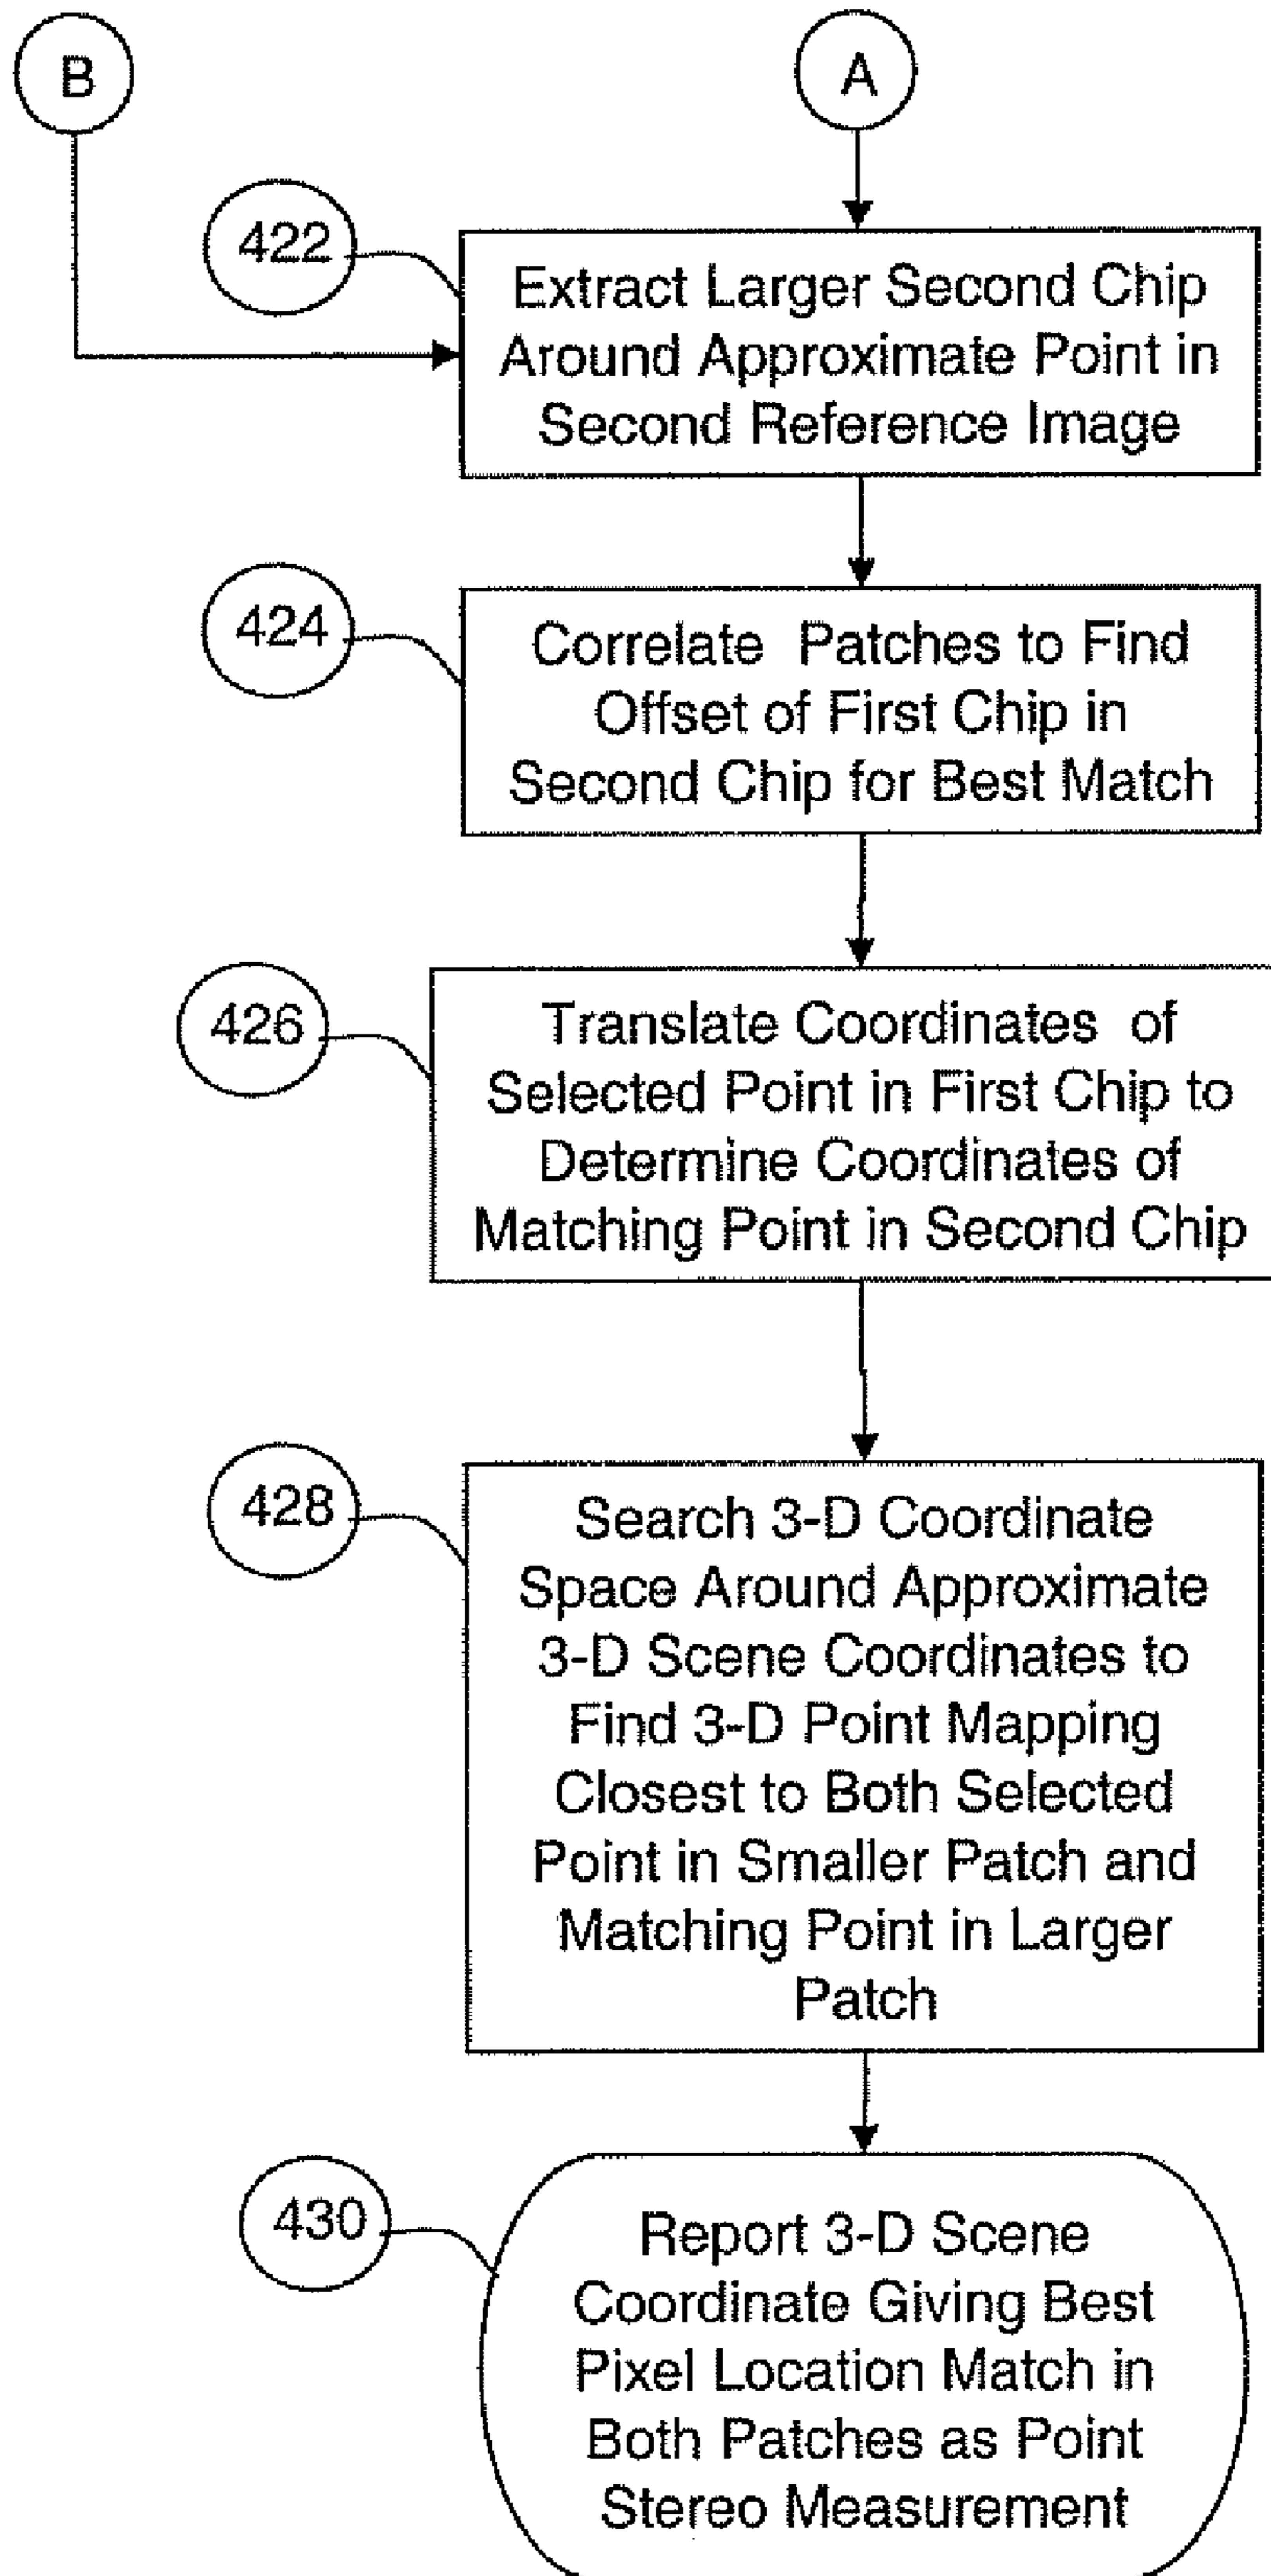 B
A
422
Extract Larger Second Chip
Around Approximate Point in
Second Reference Image
424
Correlate Patches to Find
Offset of First Chip in
Second Chip for Best Match
426
Translate Coordinates of
Selected Point in First Chip to
Determine Coordinates of
Matching Point in Second Chip
428
Search 3-D Coordinate
Space Around Approximate
3-D Scene Coordinates to
Find 3-D Point Mapping
Closest to Both Selected
Point in Smaller Patch and
Matching Point in Larger
Patch
430
Report 3-D Scene
Coordinate Giving Best
Pixel Location Match in
Both Patches as Point
Stereo Measurement